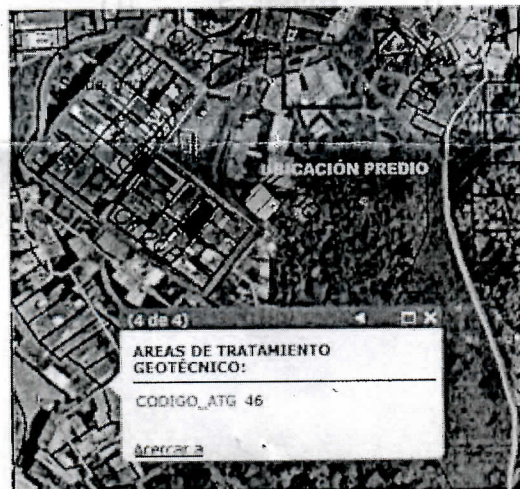 UBICACIÓN PREDIO
(4 de 4)
AREAS DE TRATAMIENTO
GEOTÉCNICO:
CODIGO_ATG 46
Acercar a